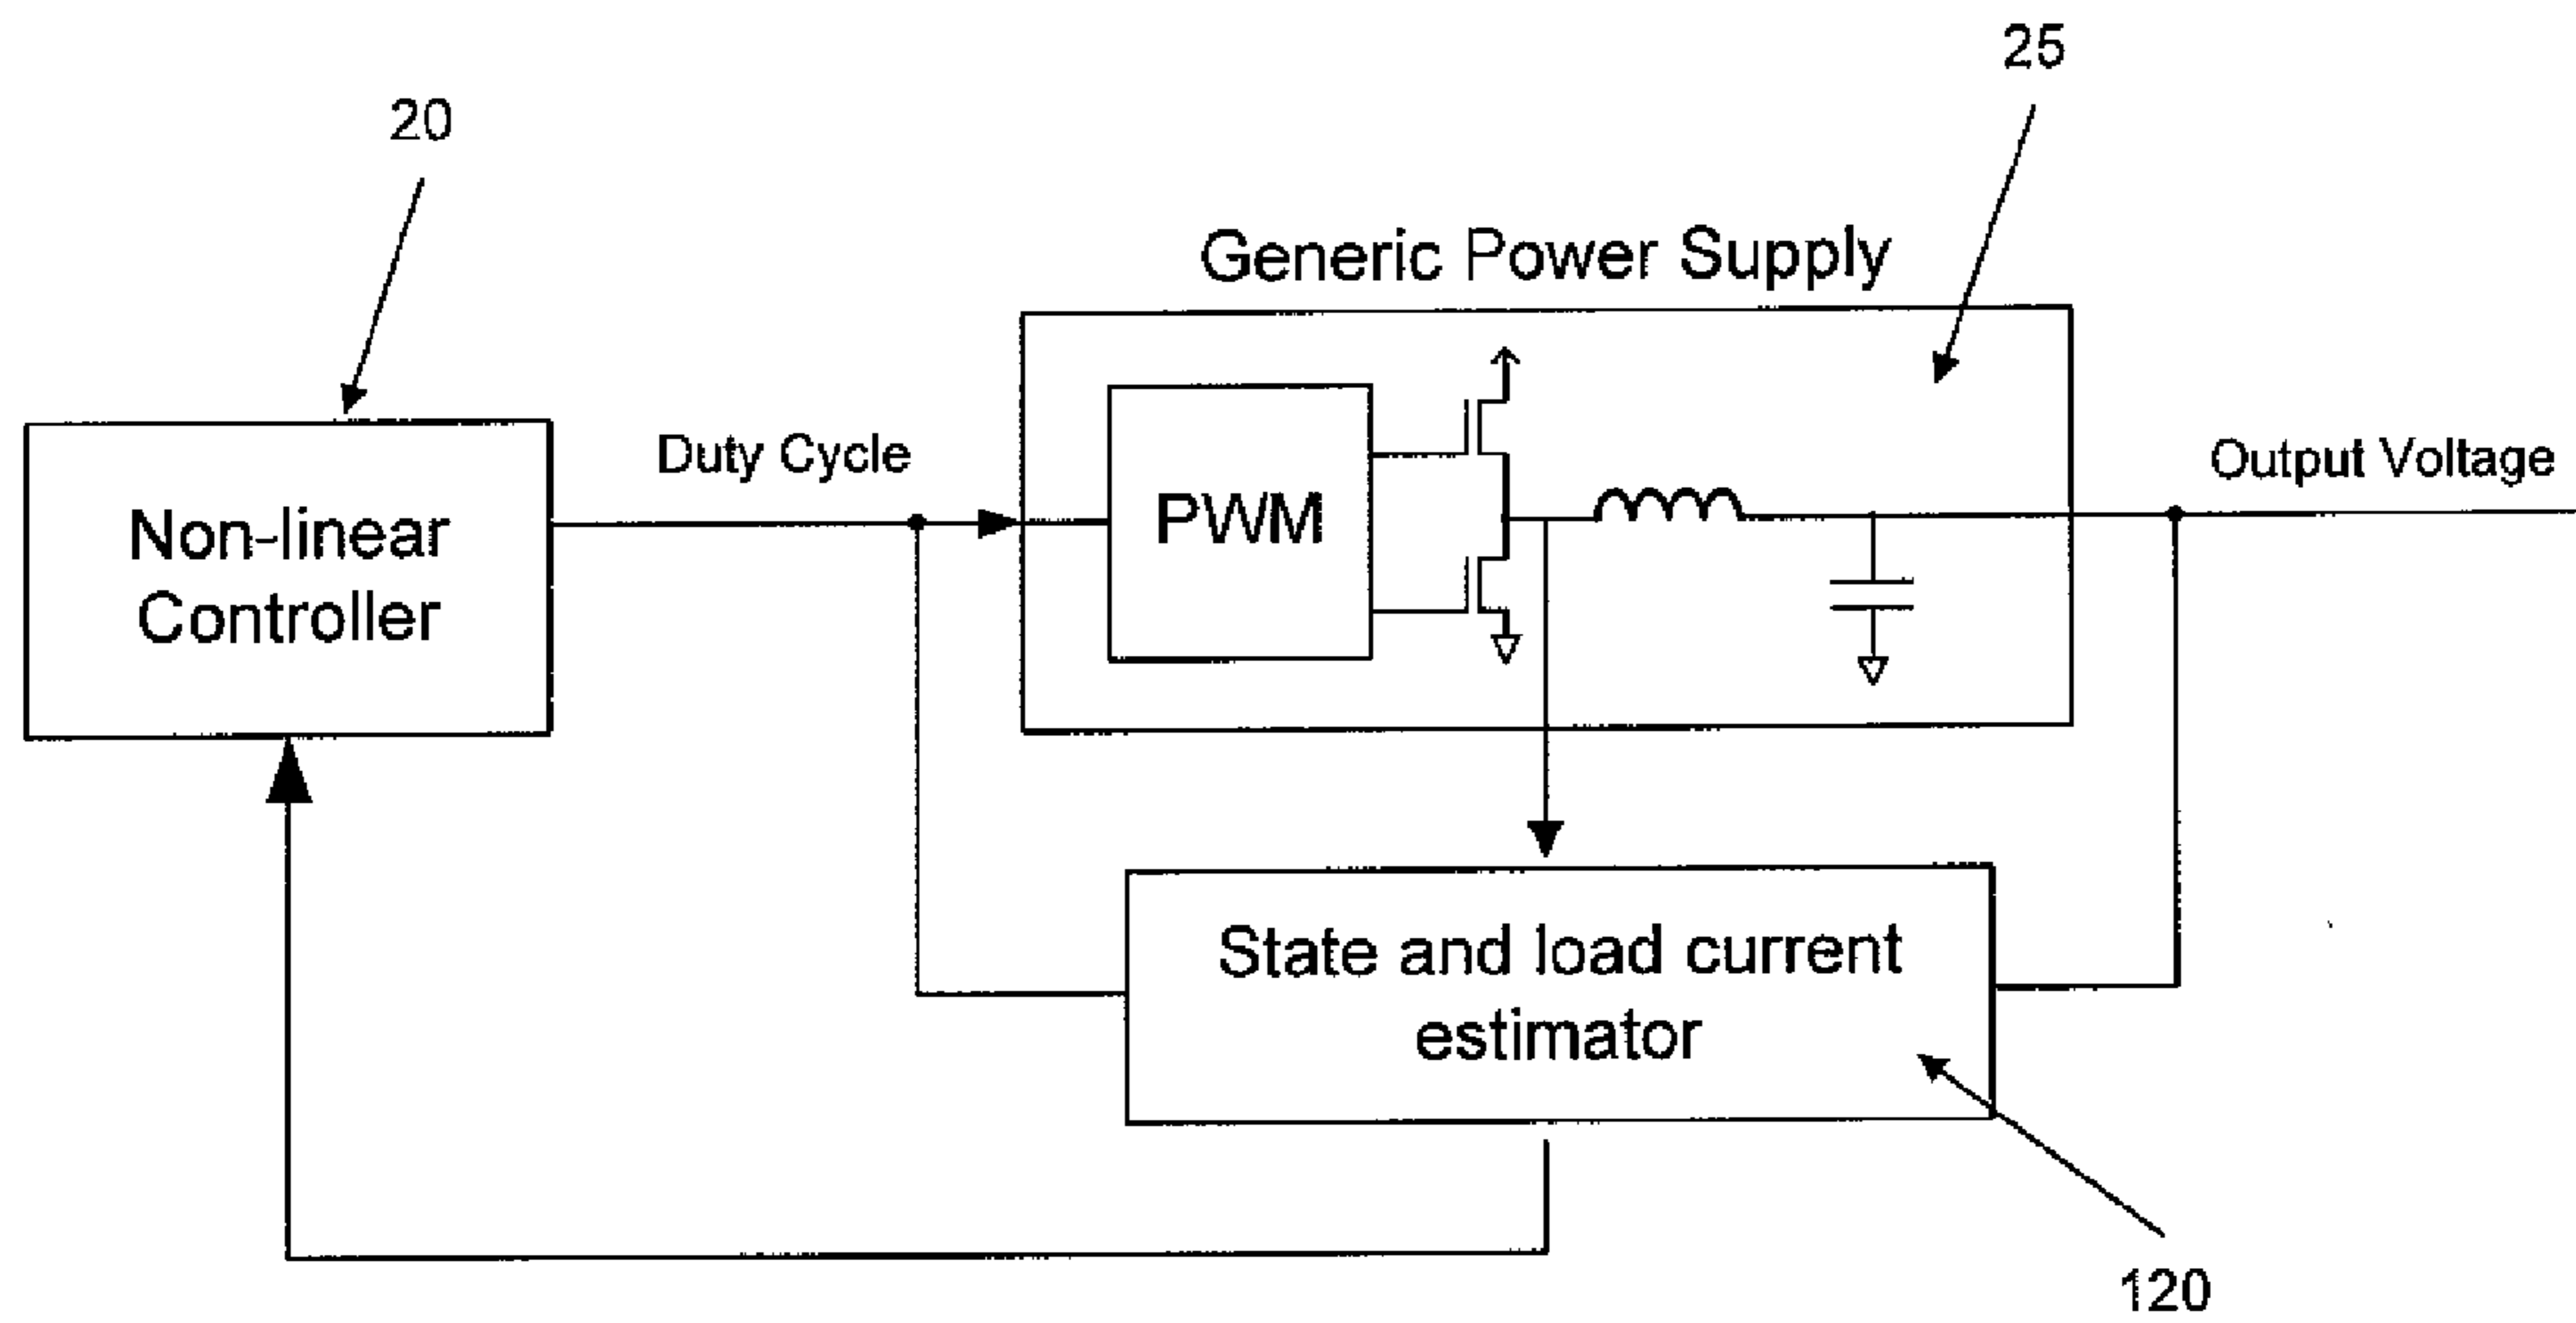 25
20
Generic Power Supply
Duty Cycle
Output Voltage
Non-linear
Controller
PWM
State and load current
estimator
120